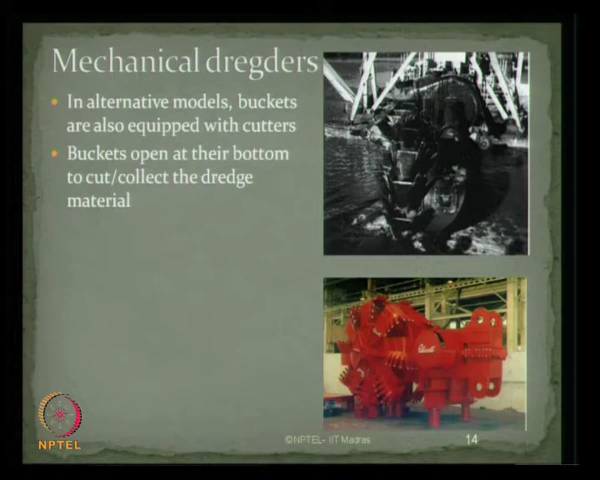 Mechanical dregders
• In alternative models, buckets
are also equipped with cutters
• Buckets open at their bottom
to cut/collect the dredge
material
NPTEL
©NPTEL- IIT Madras
14